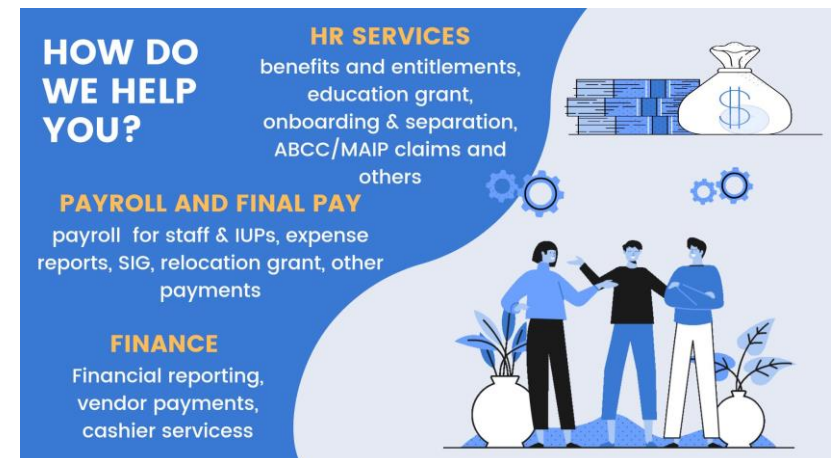 HOW DO
WE HELP
YOU?
HR SERVICES
benefits and entitlements,
education grant,
onboarding & separation,
ABCC/MAIP claims and
others
PAYROLL AND FINAL PAY
payroll for staff & IUPs, expense
reports, SIG, relocation grant, other
payments
FINANCE
Financial reporting,
vendor payments,
cashier servicess
$